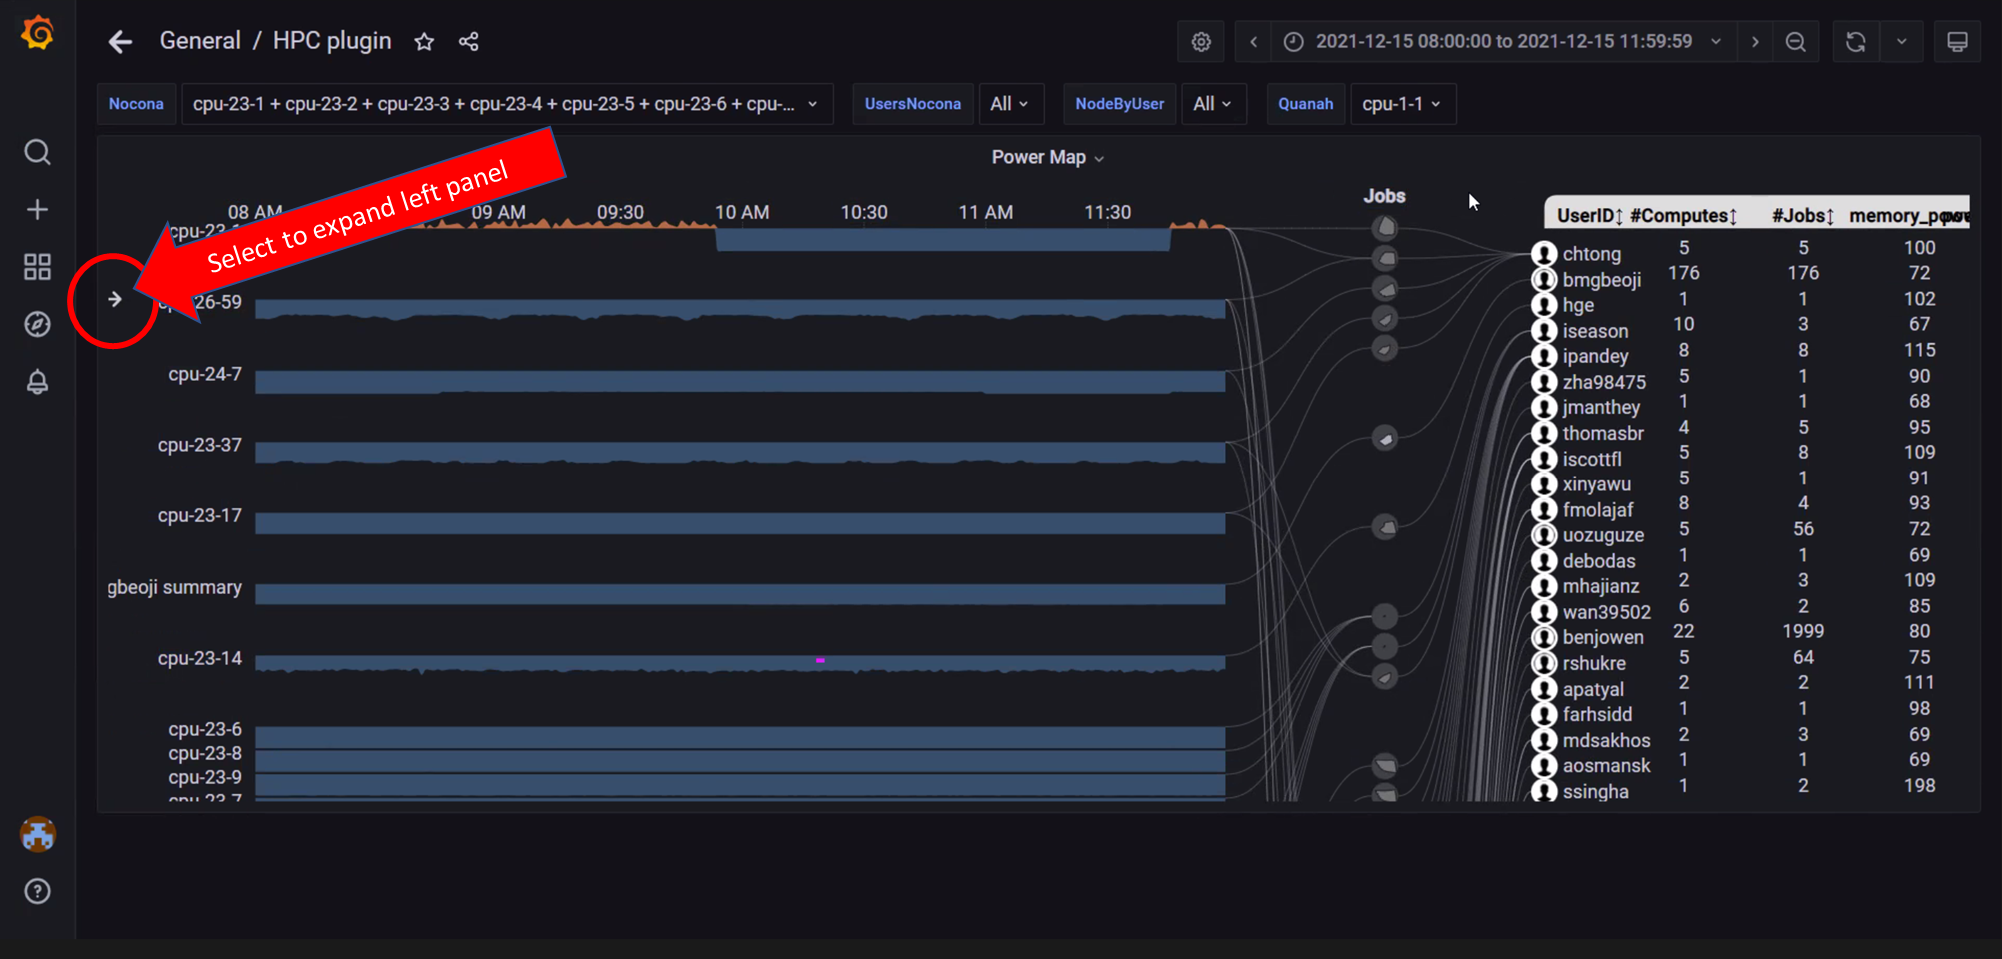 General / HPC plugin
2021-12-15 08:00:00 to 2021-12-15 11:59:59
Nocona cpu-23-1 + cpu-23-2 + cpu-23-3 + cpu-23-4 + cpu-23-5 + cpu-23-6 + cpu-... UsersNocona All NodeByUser All Quanah cpu-1-1
Power Map
Select to expand left panel
08 AM 09 AM 09:30 10 AM 10:30 11 AM 11:30
Jobs
UserID #Computes #Jobs
cpu-26-59
cpu-24-7
cpu-23-37
cpu-23-17
gbeoji summary
cpu-23-14
cpu-23-6
cpu-23-8
cpu-23-9
cpu-23-7
chtong 5 5 100
bmgbeoji 176 176 72
hge 1 1 102
iseason 10 3 67
ipandey 8 8 115
zha98475 5 1 90
jmanthey 1 1 68
thomasbr 4 5 95
iscottfl 5 8 109
xinyawu 5 1 91
fmolajaf 8 4 93
uozuguze 5 56 72
debodas 1 1 69
mhajianz 2 3 109
wan39502 6 2 85
benjowen 22 1999 80
rshukre 5 64 75
apatyal 2 2 111
farhsidd 1 1 98
mdsakhos 2 3 69
aosmansk 1 1 69
ssingha 1 2 198